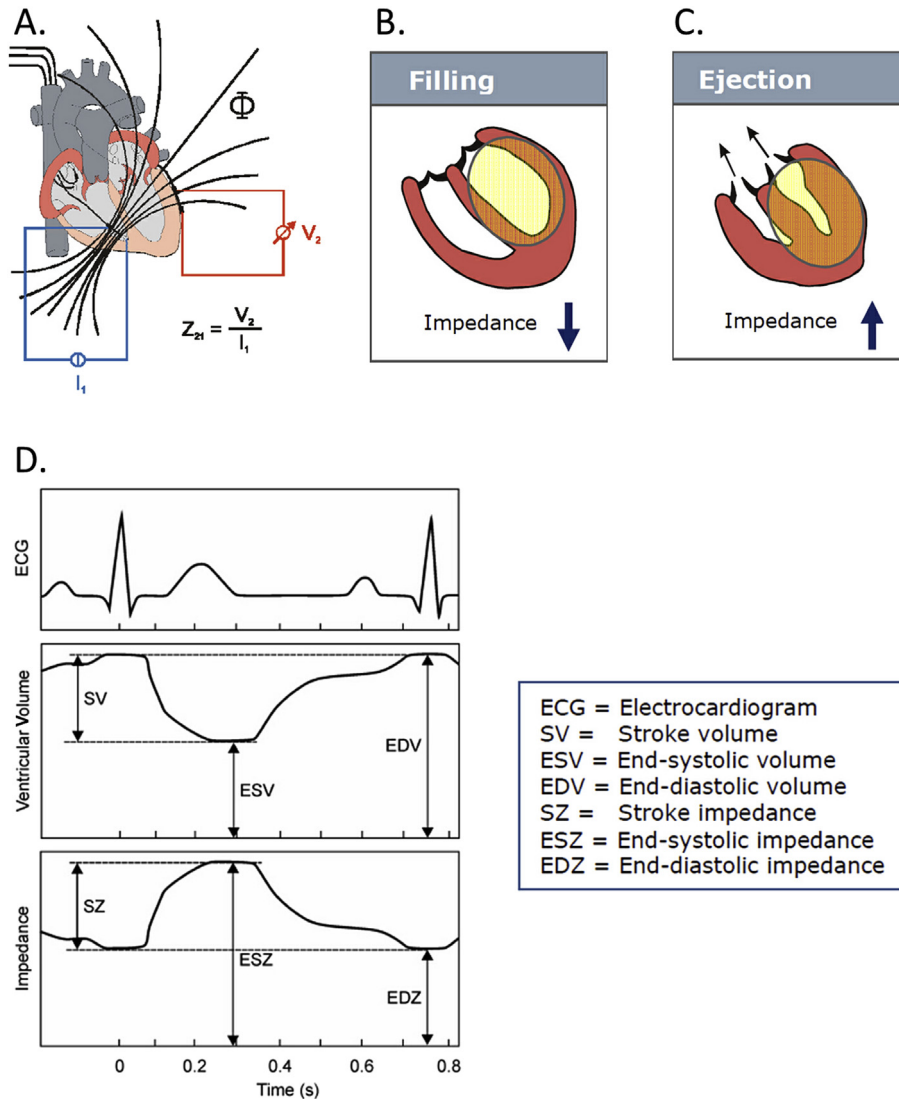 A.
Φ
V2
Z21 = V2 / I1
I1
B.
Filling
Impedance
C.
Ejection
Impedance
D.
ECG
Ventricular Volume
SV
ESV
EDV
Impedance
SZ
ESZ
EDZ
0 0.2 0.4 0.6 0.8
Time (s)
ECG = Electrocardiogram
SV = Stroke volume
ESV = End-systolic volume
EDV = End-diastolic volume
SZ = Stroke impedance
ESZ = End-systolic impedance
EDZ = End-diastolic impedance